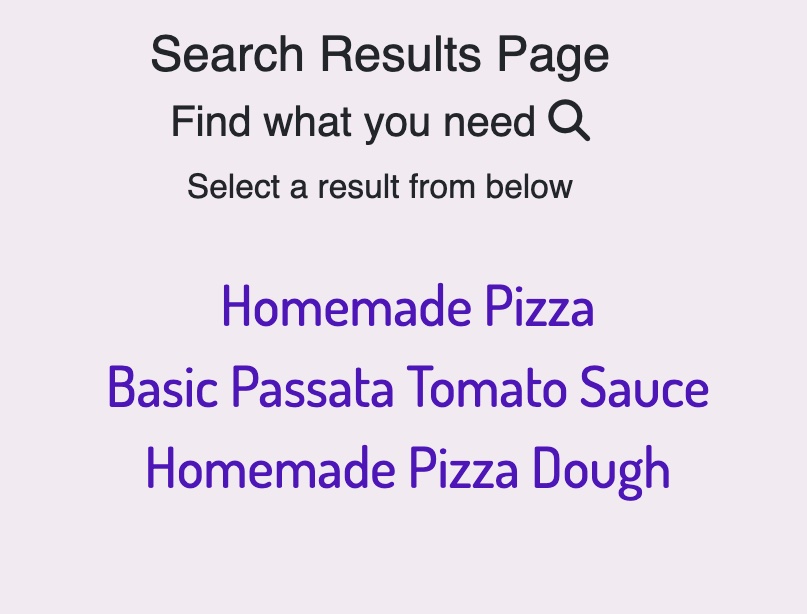 Search Results Page
Find what you need
Select a result from below
Homemade Pizza
Basic Passata Tomato Sauce
Homemade Pizza Dough